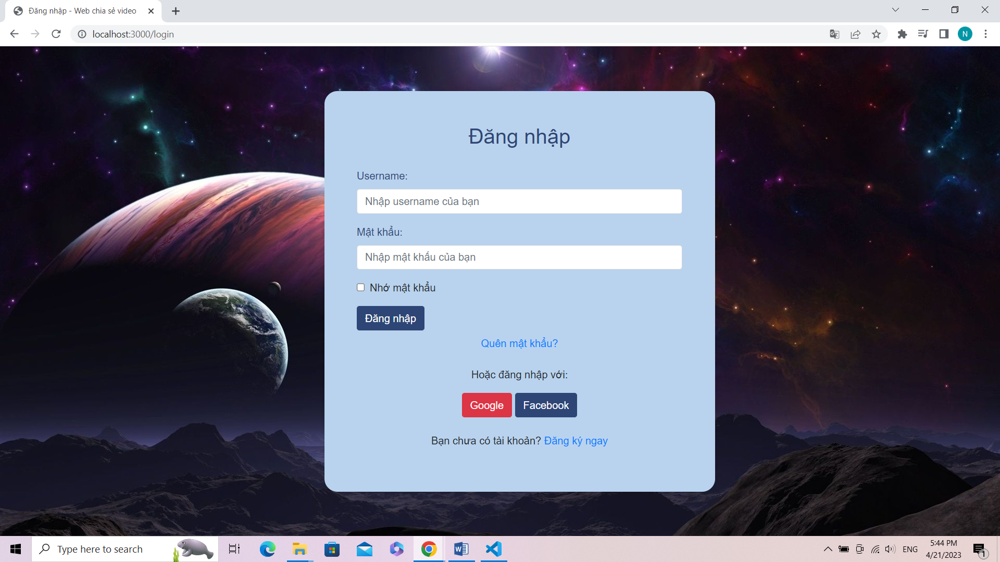 Đăng nhập - Web chia sẻ video
localhost:3000/login
N
Đăng nhập
Username:
Nhập username của bạn
Mật khẩu:
Nhập mật khẩu của bạn
Nhớ mật khẩu
Đăng nhập
Quên mật khẩu?
Hoặc đăng nhập với:
Google Facebook
Bạn chưa có tài khoản? Đăng ký ngay
Type here to search
ENG
5:44 PM
4/21/2023
1